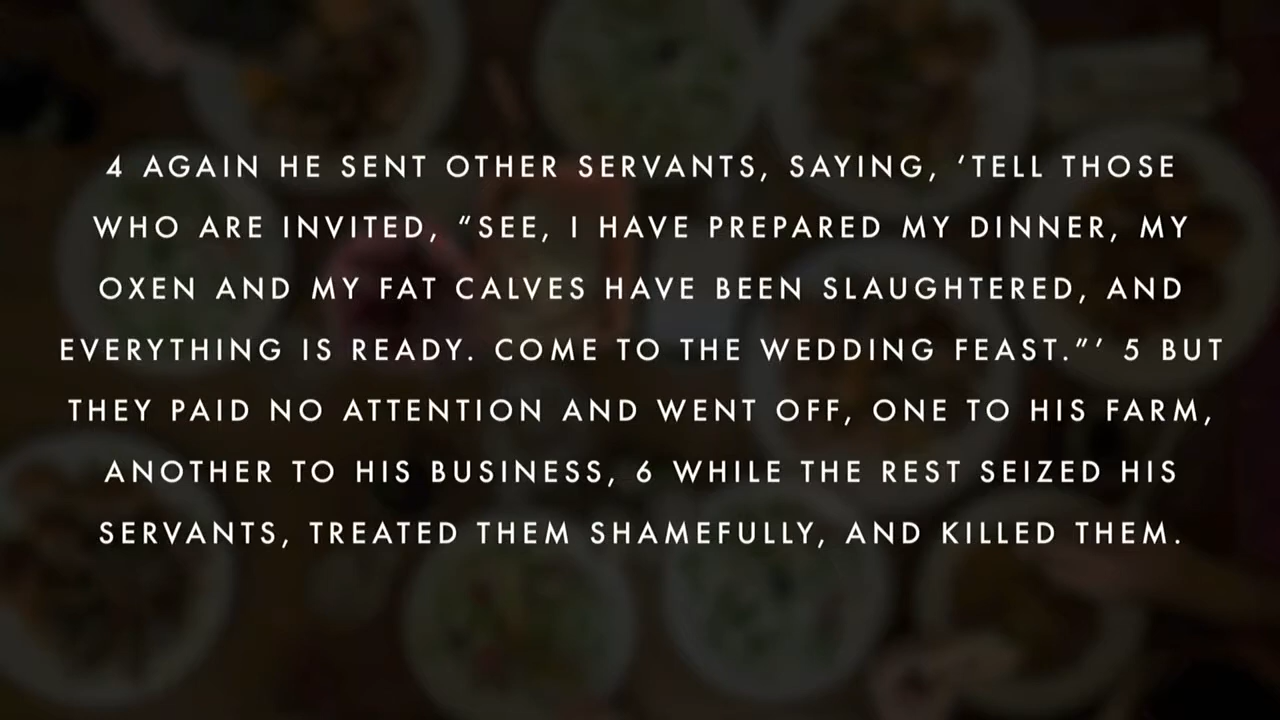 4 AGAIN HE SENT OTHER SERVANTS, SAYING, ‘TELL THOSE
WHO ARE INVITED, “SEE, I HAVE PREPARED MY DINNER, MY
OXEN AND MY FAT CALVES HAVE BEEN SLAUGHTERED, AND
EVERYTHING IS READY. COME TO THE WEDDING FEAST.”’ 5 BUT
THEY PAID NO ATTENTION AND WENT OFF, ONE TO HIS FARM,
ANOTHER TO HIS BUSINESS, 6 WHILE THE REST SEIZED HIS
SERVANTS, TREATED THEM SHAMEFULLY, AND KILLED THEM.